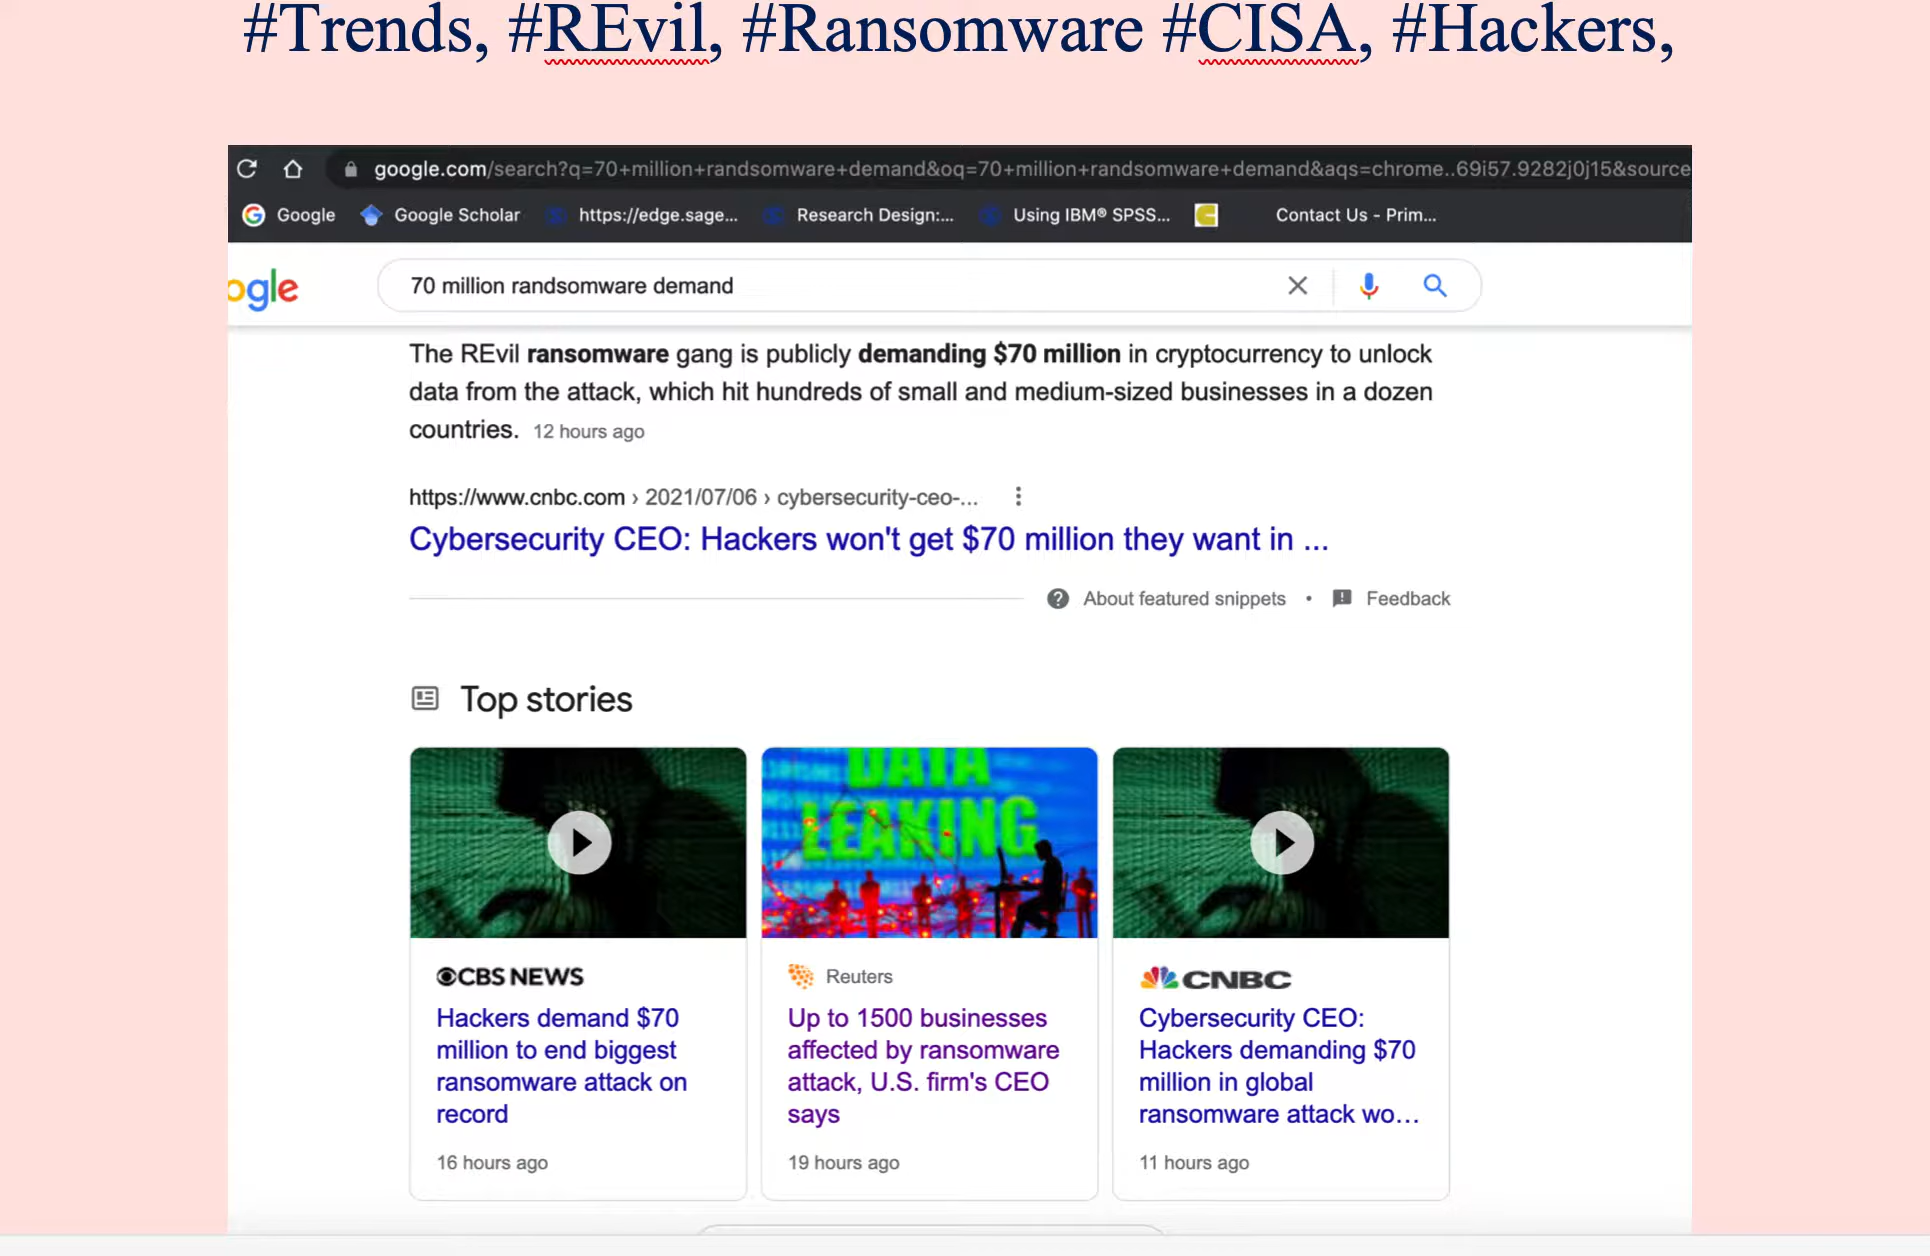 #Trends, #REvil, #Ransomware #CISA, #Hackers,
google.com/search?q=70+million+randsomware+demand&oq=70+million+randsomware+demand&aqs=chrome..69i57.9282j0j15&source
Google Google Scholar https://edge.sage... Research Design:... Using IBM® SPSS... Contact Us - Prim...
ogle 70 million randsomware demand
The REvil ransomware gang is publicly demanding $70 million in cryptocurrency to unlock
data from the attack, which hit hundreds of small and medium-sized businesses in a dozen
countries. 12 hours ago
https://www.cnbc.com › 2021/07/06 › cybersecurity-ceo-...
Cybersecurity CEO: Hackers won't get $70 million they want in ...
About featured snippets • Feedback
Top stories
DATA
LEAKING
CBS NEWS
Hackers demand $70
million to end biggest
ransomware attack on
record
16 hours ago
Reuters
Up to 1500 businesses
affected by ransomware
attack, U.S. firm's CEO
says
19 hours ago
CNBC
Cybersecurity CEO:
Hackers demanding $70
million in global
ransomware attack wo...
11 hours ago